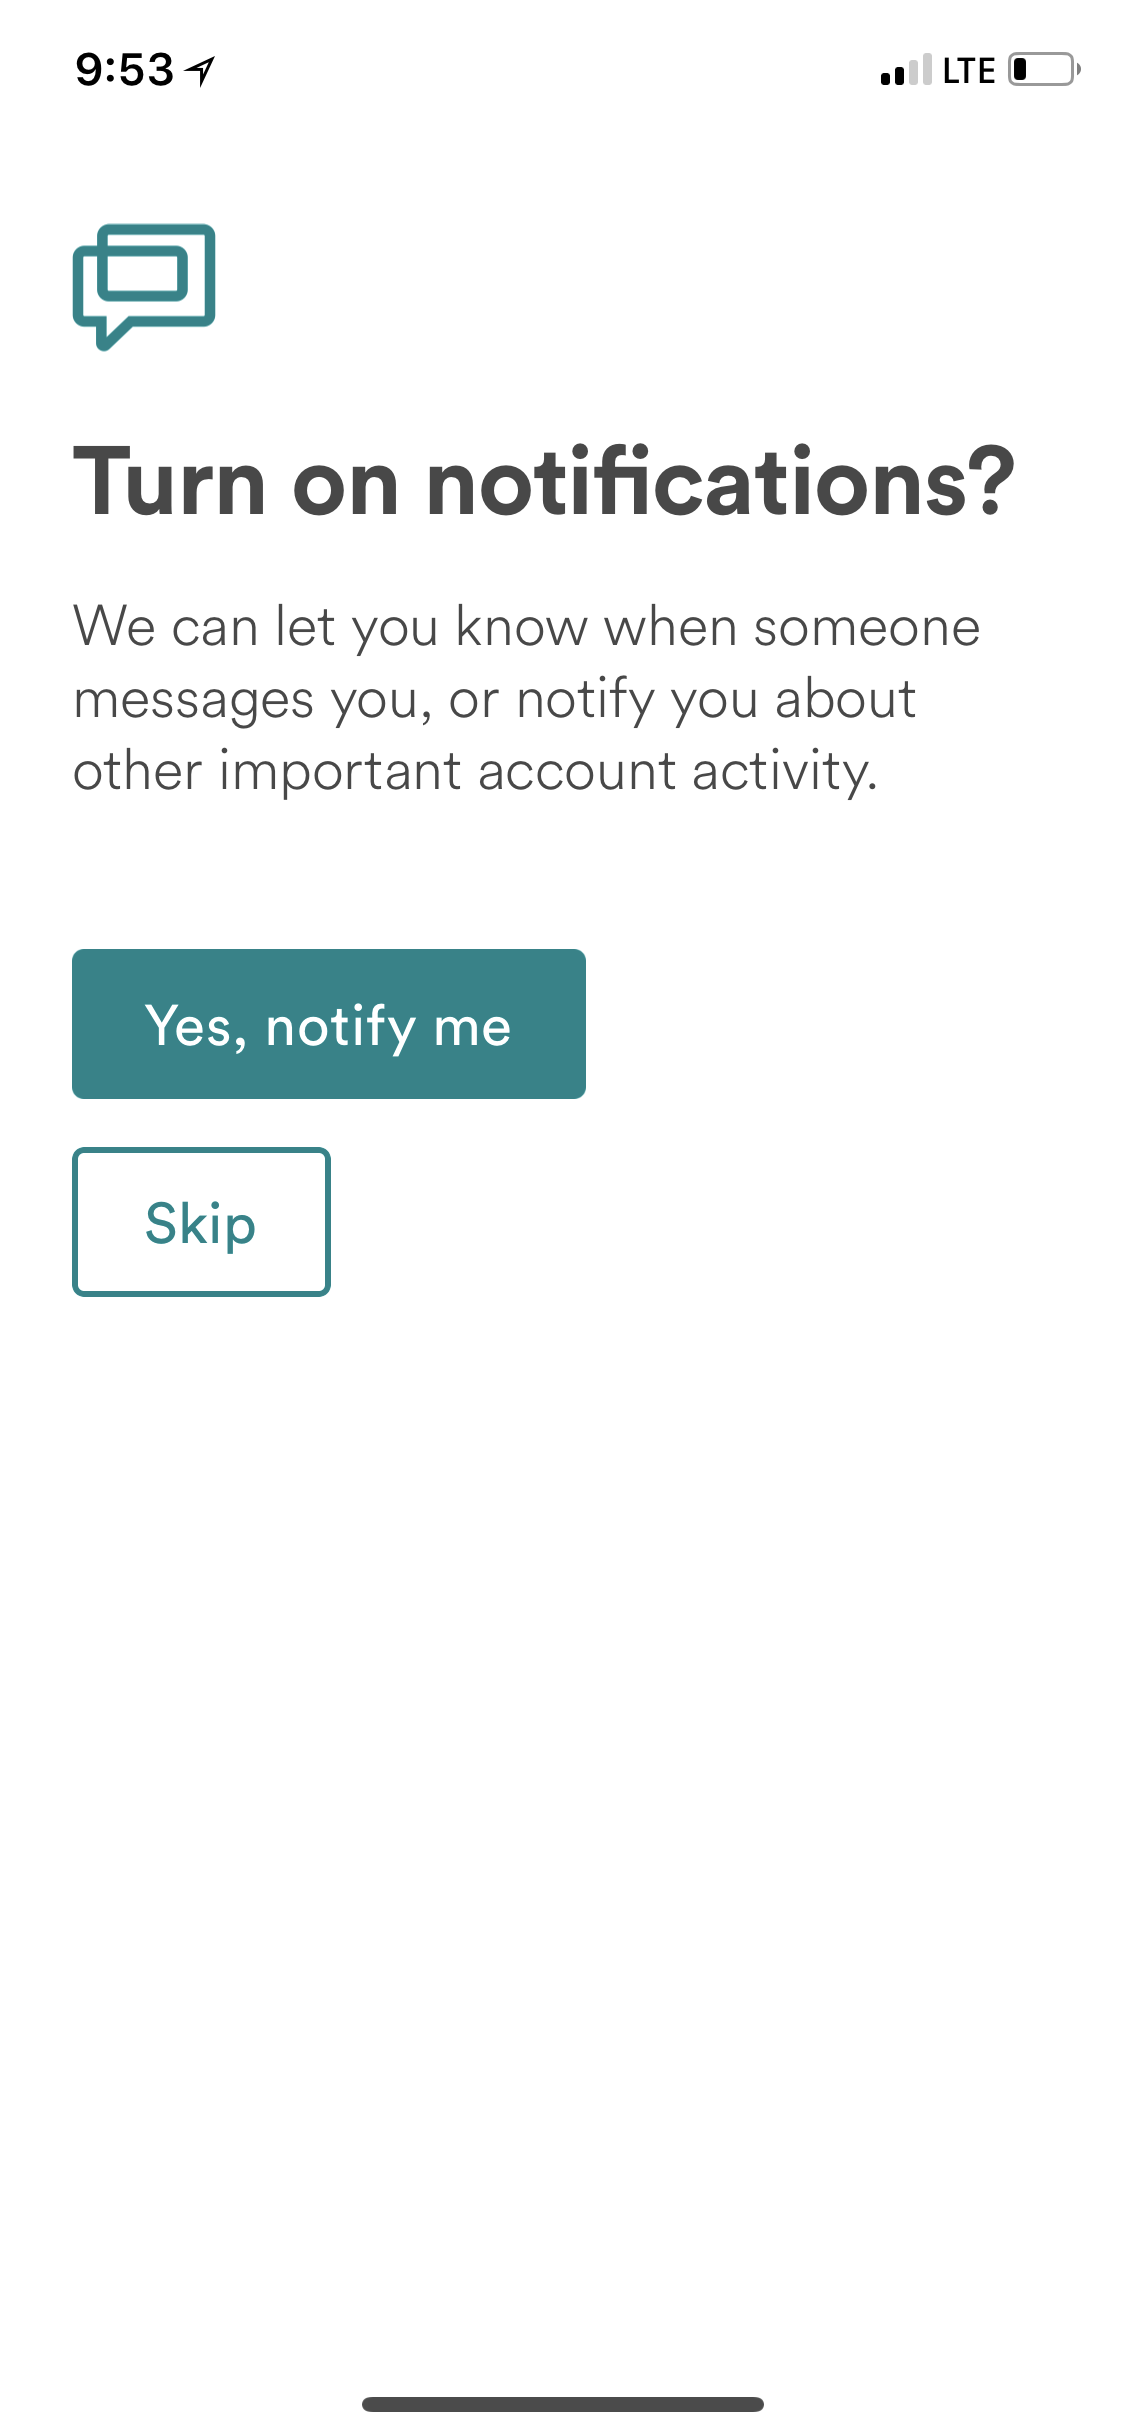 9:53
LTE
Turn on notifications?
We can let you know when someone
messages you, or notify you about
other important account activity.
Yes, notify me
Skip